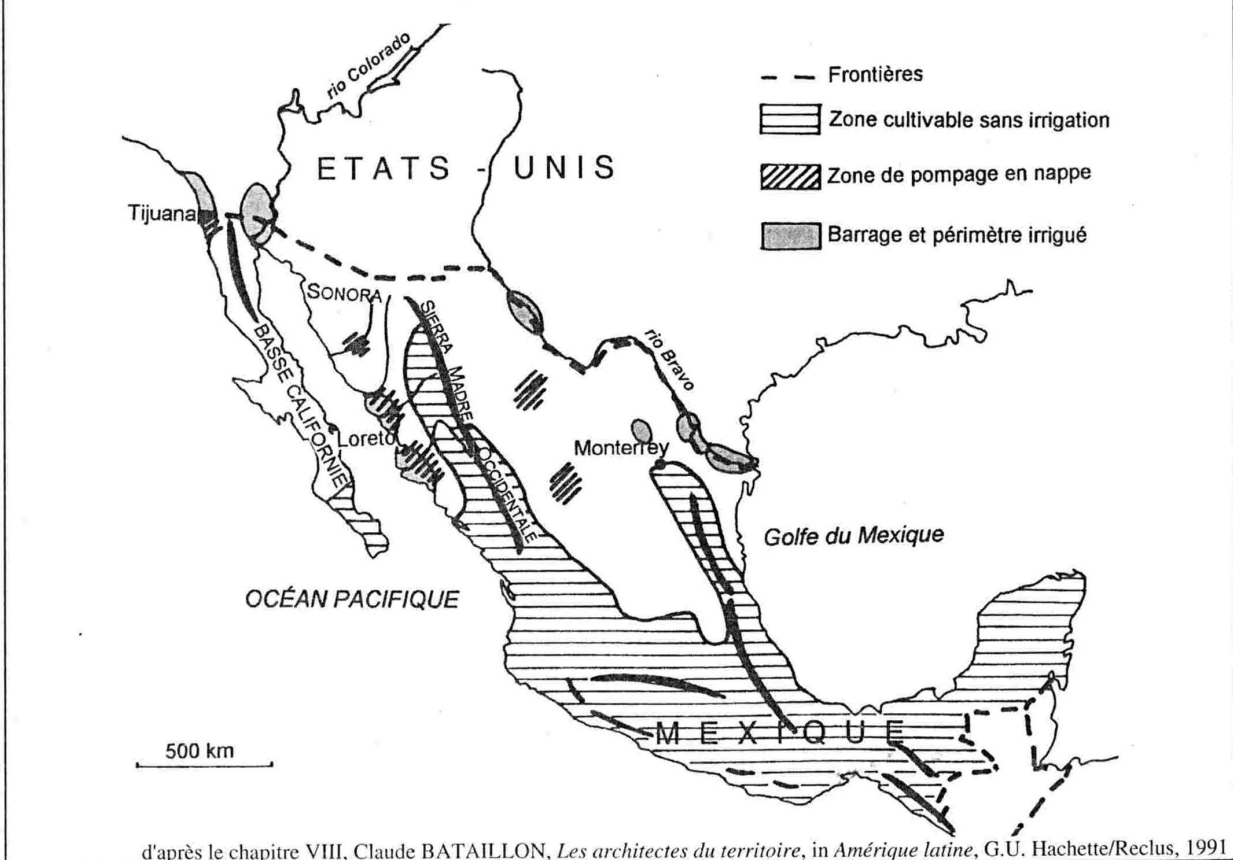 rio Colorado
Frontières
Zone cultivable sans irrigation
Zone de pompage en nappe
Barrage et périmètre irrigué
ETATS - UNIS
Tijuana
SONORA
SIERRA MADRE OCCIDENTALE
BASSE CALIFORNIE
rio Bravo
Loreto
Monterrey
Golfe du Mexique
OCÉAN PACIFIQUE
MEXIQUE
500 km
d'après le chapitre VIII, Claude BATAILLON, Les architectes du territoire, in Amérique latine, G.U. Hachette/Reclus, 1991